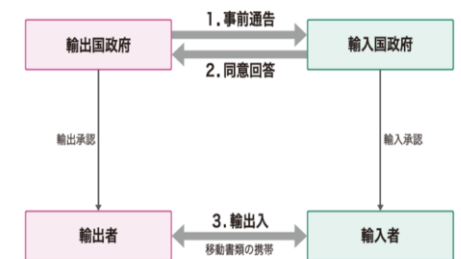 1.事前通告
輸出国政府
輸入国政府
2.同意回答
輸出承認
輸入承認
3.輸出入
輸出者
輸入者
移動書類の携帯